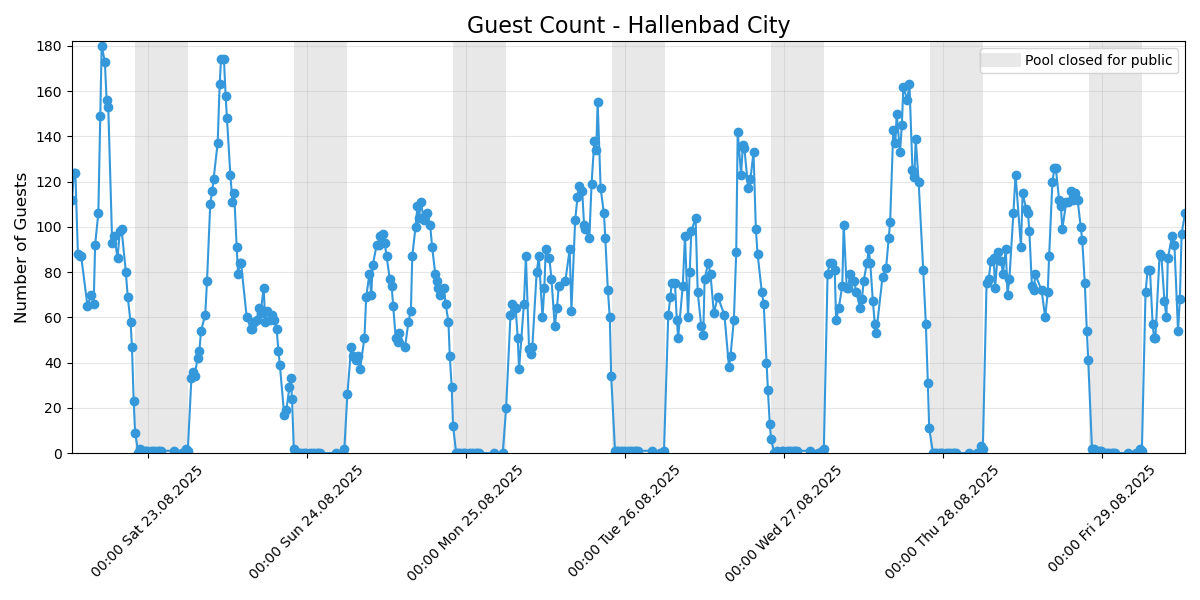 Guest Count - Hallenbad City
Pool closed for public
Number of Guests
180
160
140
120
100
80
60
40
20
0
00:00 Sat 23.08.2025
00:00 Sun 24.08.2025
00:00 Mon 25.08.2025
00:00 Tue 26.08.2025
00:00 Wed 27.08.2025
00:00 Thu 28.08.2025
00:00 Fri 29.08.2025